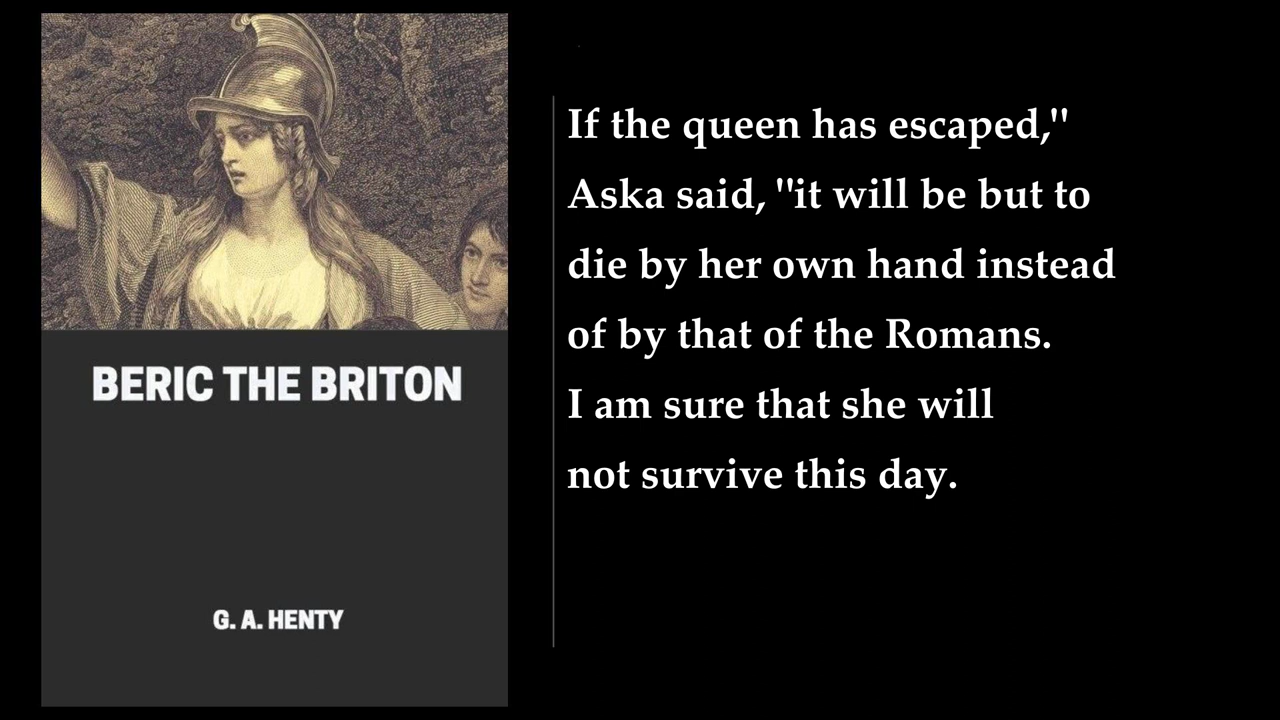 BERIC THE BRITON
G. A. HENTY
If the queen has escaped,"
Aska said, "it will be but to
die by her own hand instead
of by that of the Romans.
I am sure that she will
not survive this day.